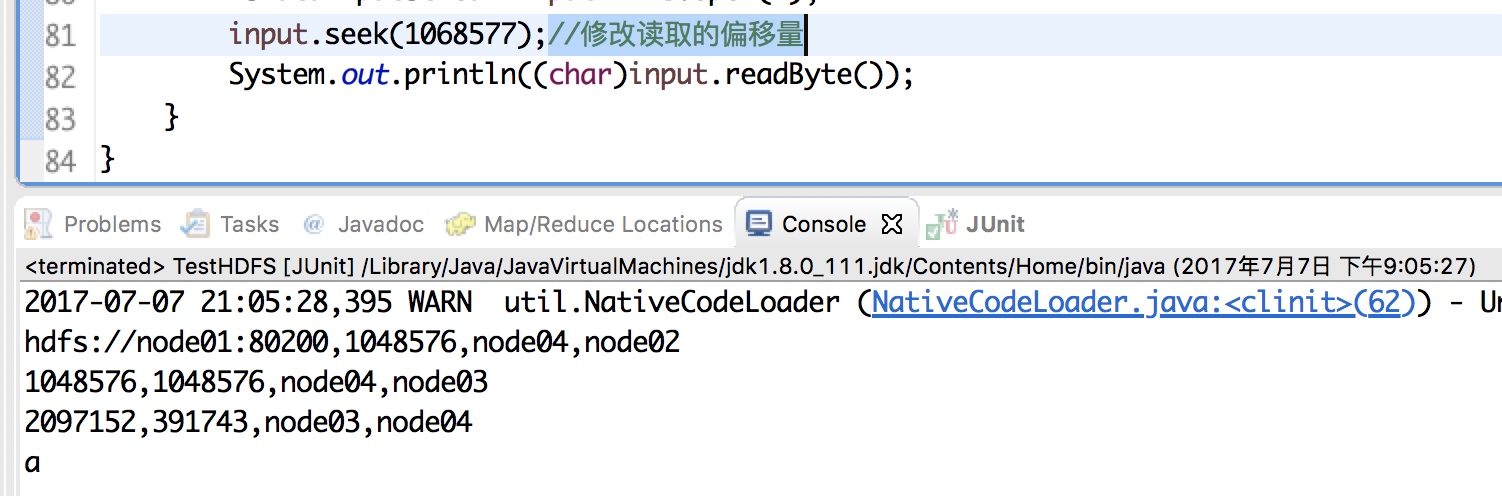 81 input.seek(1068577);//修改读取的偏移量
82 System.out.println((char)input.readByte());
83 }
84 }
Problems Tasks @ Javadoc Map/Reduce Locations Console JUnit
<terminated> TestHDFS [JUnit] /Library/Java/JavaVirtualMachines/jdk1.8.0_111.jdk/Contents/Home/bin/java (2017年7月7日 下午9:05:27)
2017-07-07 21:05:28,395 WARN  util.NativeCodeLoader (NativeCodeLoader.java:<clinit>(62)) - Un
hdfs://node01:80200,1048576,node04,node02
1048576,1048576,node04,node03
2097152,391743,node03,node04
a